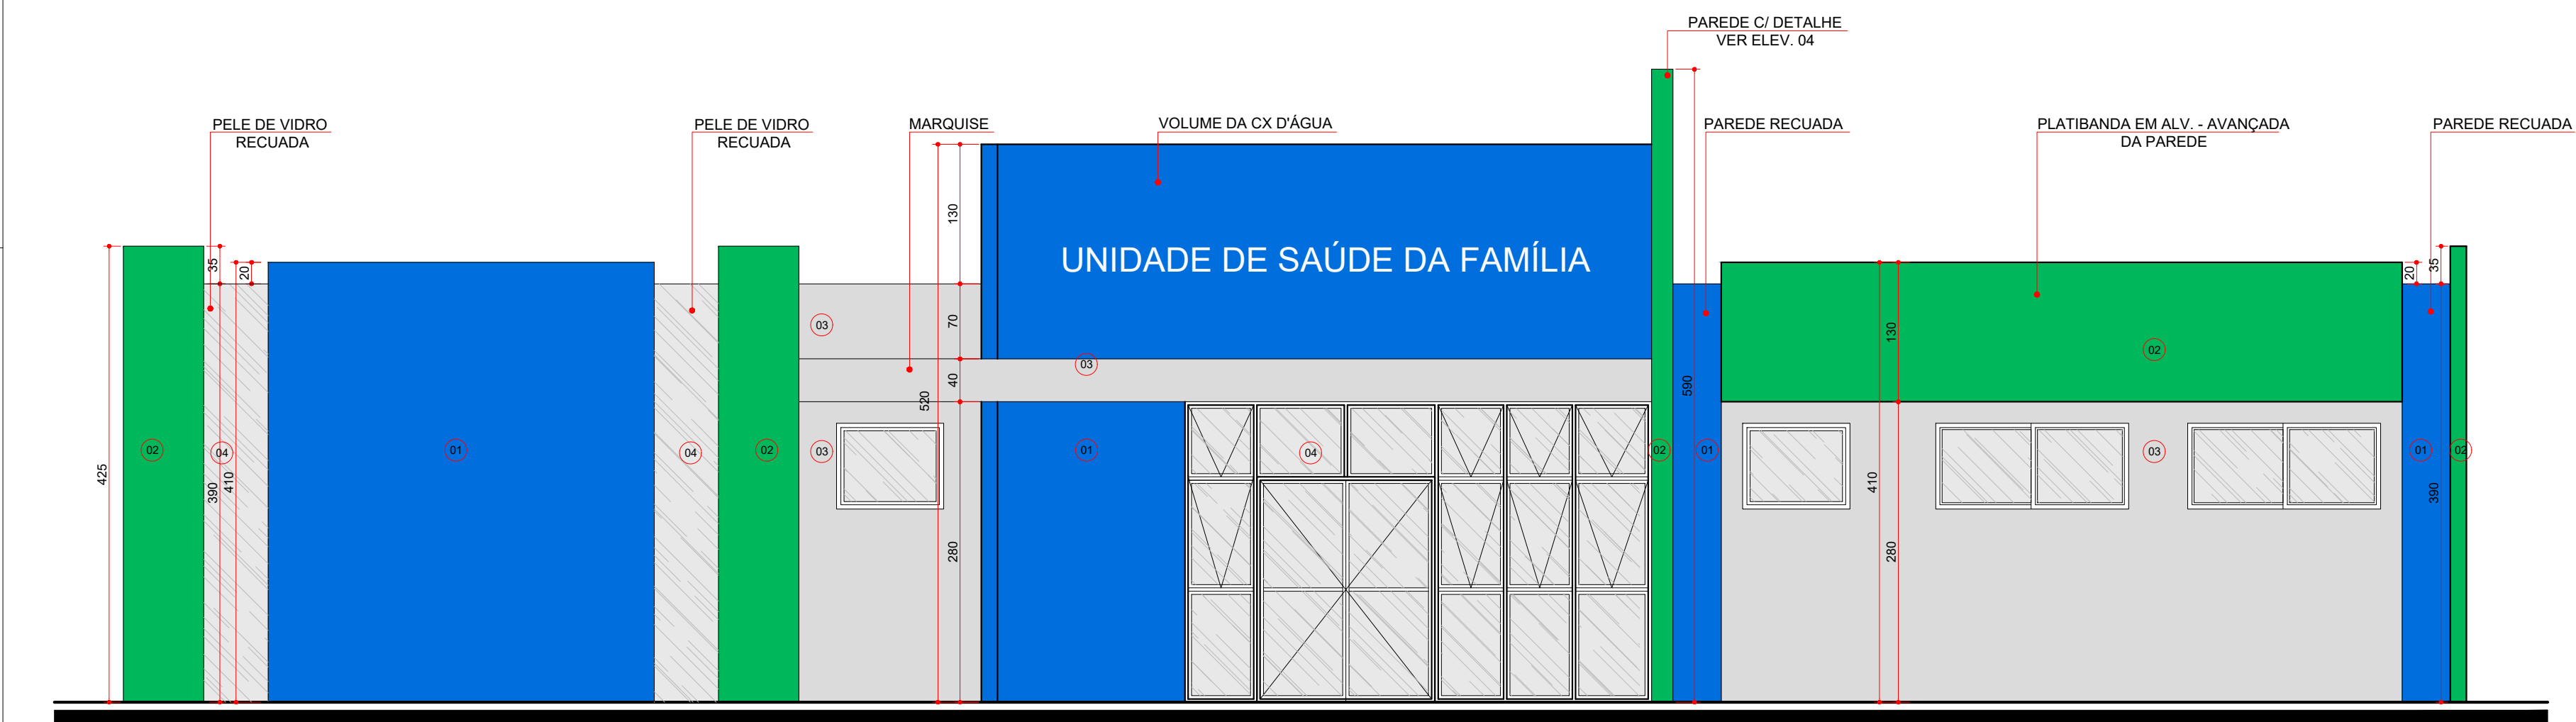 PAREDE C/ DETALHE
VER ELEV. 04
PELE DE VIDRO
RECUADA
PELE DE VIDRO
RECUADA
MARQUISE
VOLUME DA CX D'ÁGUA
PAREDE RECUADA
PLATIBANDA EM ALV. - AVANÇADA
DA PAREDE
PAREDE RECUADA
UNIDADE DE SAÚDE DA FAMÍLIA
425
35
390
410
20
520
130
70
40
280
590
410
130
280
20
35
390
02
04
01
04
02
03
03
03
01
04
02
01
02
03
01
02